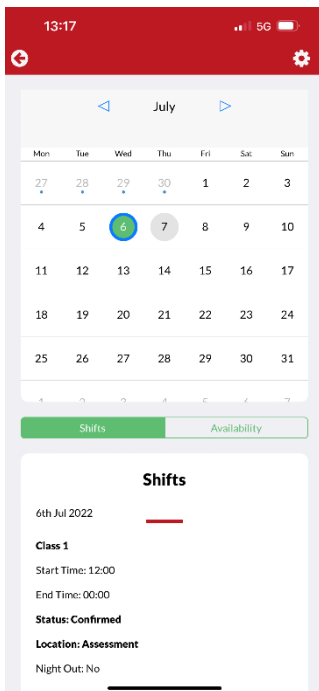 13:17 5G
July
Mon Tue Wed Thu Fri Sat Sun
27 28 29 30 1 2 3
4 5 6 7 8 9 10
11 12 13 14 15 16 17
18 19 20 21 22 23 24
25 26 27 28 29 30 31
Shifts Availability
Shifts
6th Jul 2022
Class 1
Start Time: 12:00
End Time: 00:00
Status: Confirmed
Location: Assessment
Night Out: No